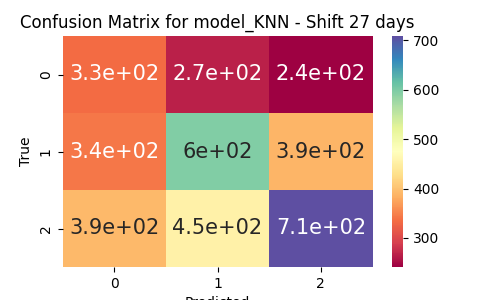 Confusion Matrix for model_KNN - Shift 27 days
3.3e+02 2.7e+02 2.4e+02
3.4e+02 6e+02 3.9e+02
3.9e+02 4.5e+02 7.1e+02
0
1
2
True
0 1 2
Predicted
700
600
500
400
300